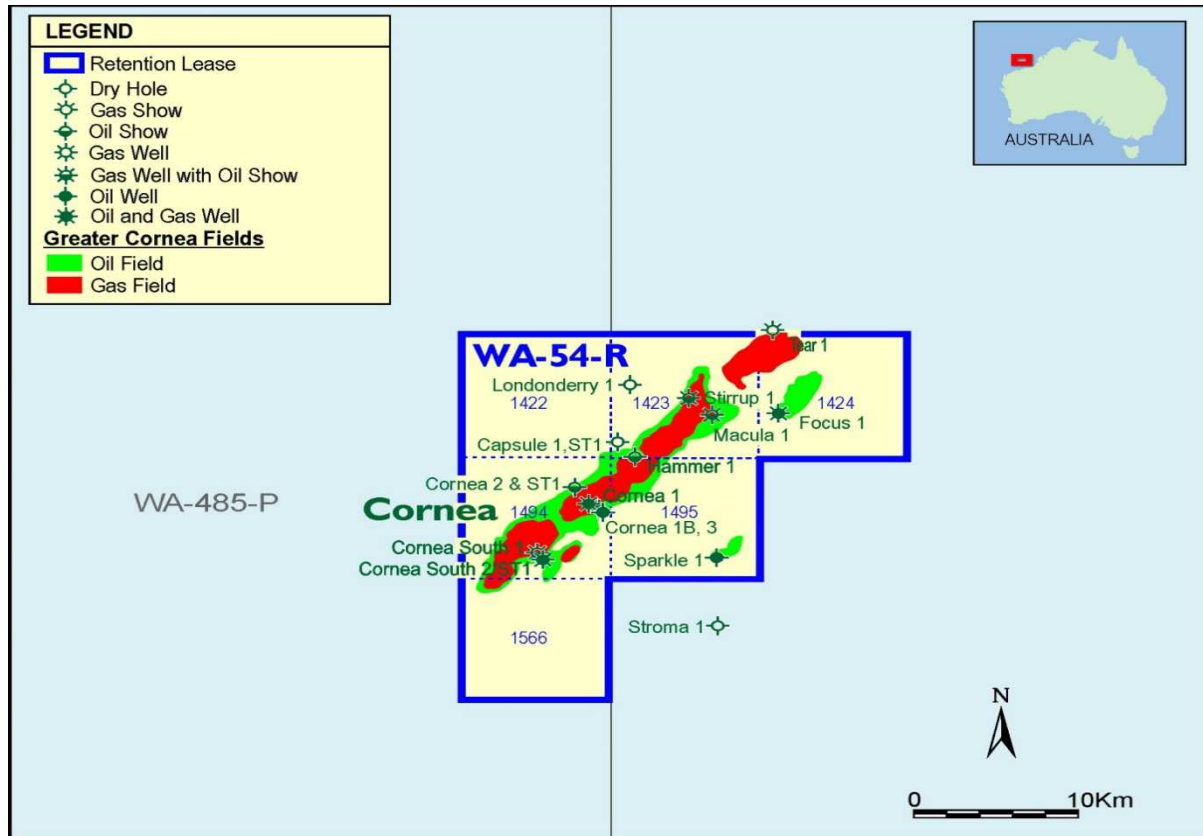 LEGEND
Retention Lease
Dry Hole
Gas Show
Oil Show
Gas Well
Gas Well with Oil Show
Oil Well
Oil and Gas Well
Greater Cornea Fields
Oil Field
Gas Field
AUSTRALIA
WA-54-R
Tear 1
Londonderry 1
1422
1423
Stirrup 1
1424
Macula 1
Focus 1
Capsule 1,ST1
Hammer 1
Cornea 2 & ST1
Cornea 1
WA-485-P
Cornea
1494
1495
Cornea 1B, 3
Cornea South 1
Cornea South 2/ST1
Sparkle 1
1566
Stroma 1
N
0
10Km